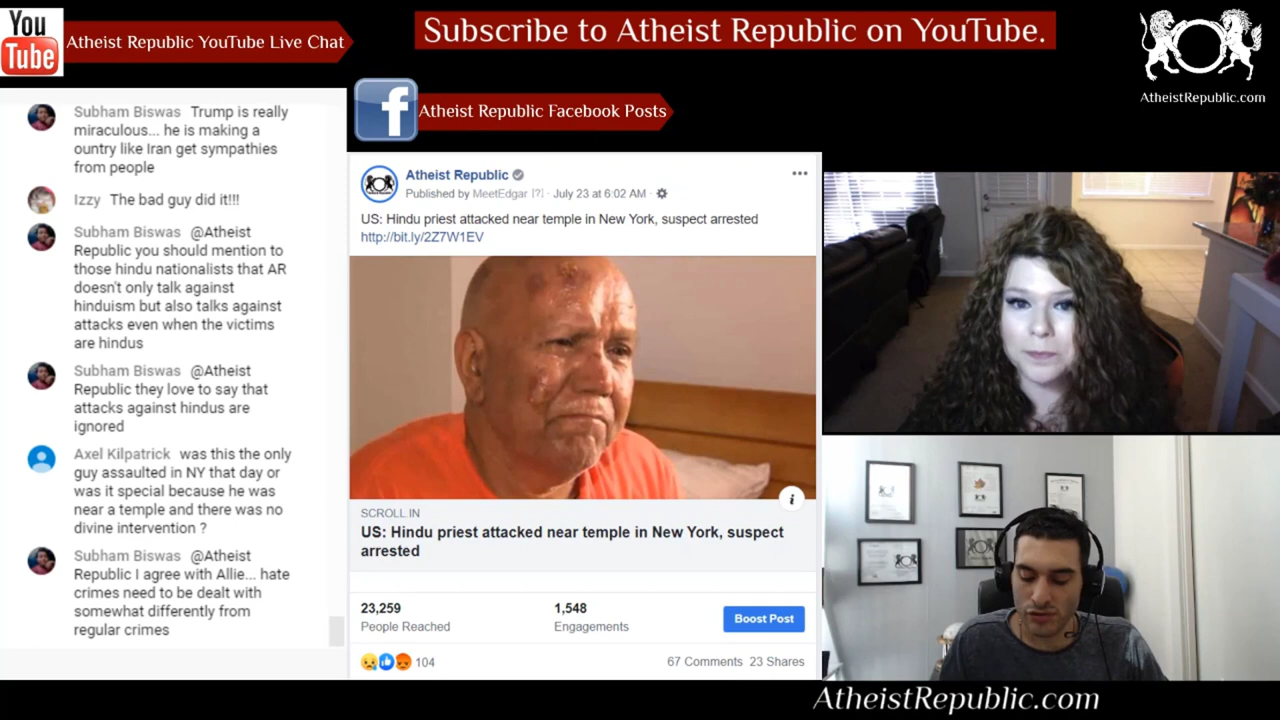 You
Tube
Atheist Republic YouTube Live Chat
Subscribe to Atheist Republic on YouTube.
AtheistRepublic.com
f
Atheist Republic Facebook Posts
Subham Biswas Trump is really
miraculous... he is making a
ountry like Iran get sympathies
from people
Izzy The bad guy did it!!!
Subham Biswas @Atheist
Republic you should mention to
those hindu nationalists that AR
doesn't only talk against
hinduism but also talks against
attacks even when the victims
are hindus
Subham Biswas @Atheist
Republic they love to say that
attacks against hindus are
ignored
Axel Kilpatrick was this the only
guy assaulted in NY that day or
was it special because he was
near a temple and there was no
divine intervention ?
Subham Biswas @Atheist
Republic I agree with Allie... hate
crimes need to be dealt with
somewhat differently from
regular crimes
Atheist Republic
Published by MeetEdgar [?] · July 23 at 6:02 AM ·
US: Hindu priest attacked near temple in New York, suspect arrested
http://bit.ly/2Z7W1EV
i
SCROLL IN
US: Hindu priest attacked near temple in New York, suspect
arrested
23,259
People Reached
1,548
Engagements
Boost Post
104
67 Comments 23 Shares
AtheistRepublic.com